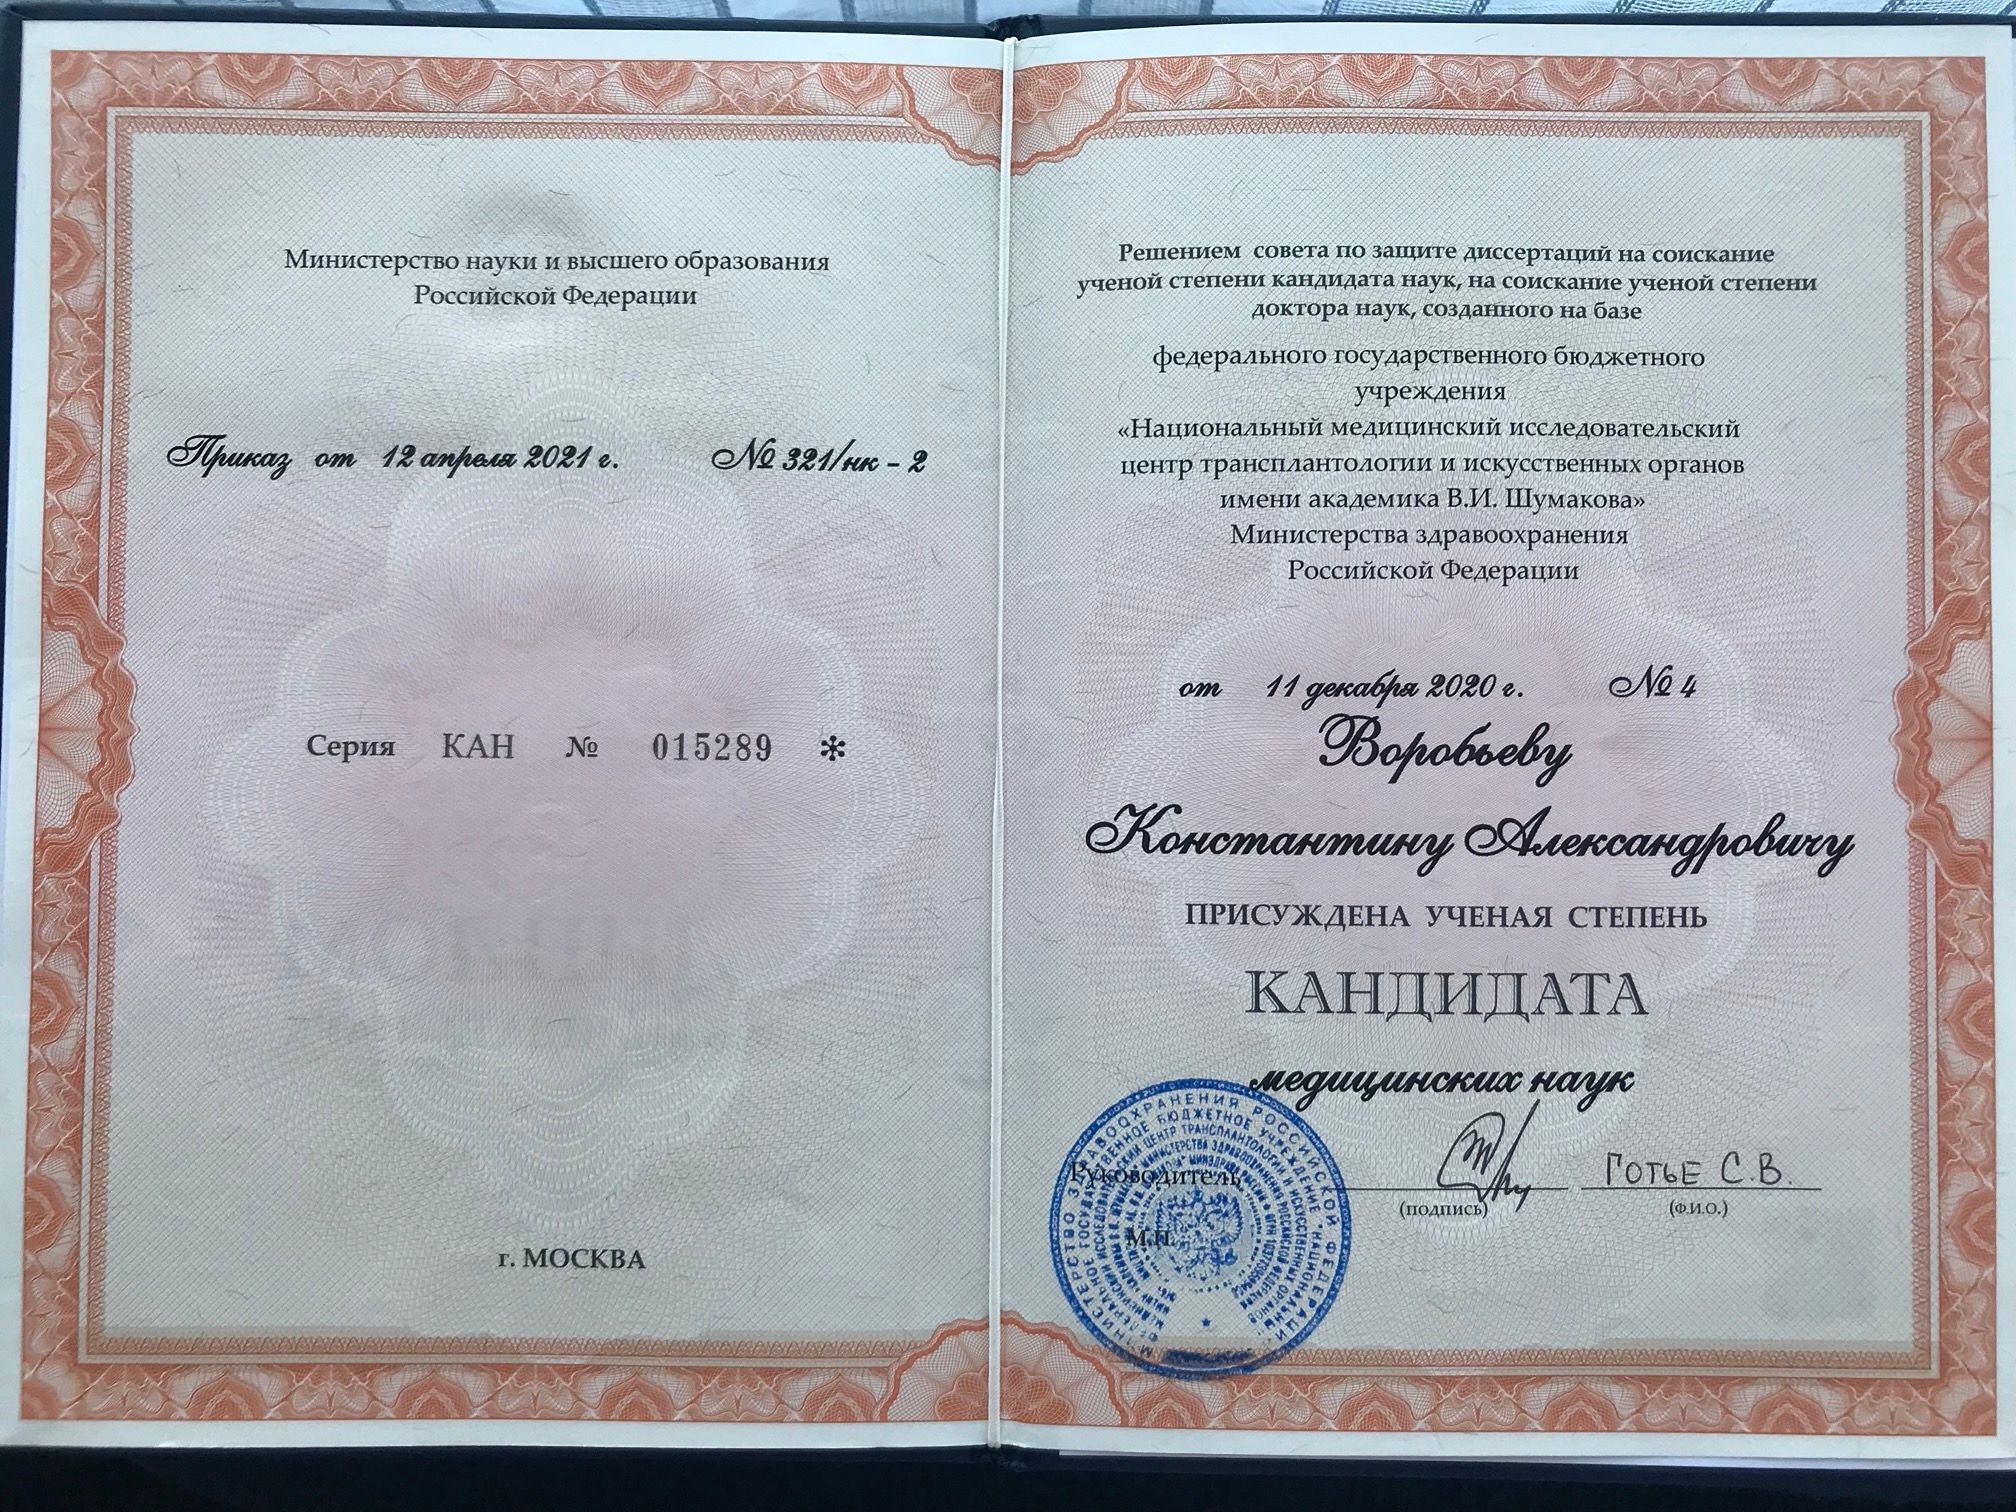 Министерство науки и высшего образования
Российской Федерации
Приказ от 12 апреля 2021 г. № 321/нк – 2
Серия КАН № 015289 *
г. МОСКВА
Решением совета по защите диссертаций на соискание
ученой степени кандидата наук, на соискание ученой степени
доктора наук, созданного на базе
федерального государственного бюджетного
учреждения
«Национальный медицинский исследовательский
центр трансплантологии и искусственных органов
имени академика В.И. Шумакова»
Министерства здравоохранения
Российской Федерации
от 11 декабря 2020 г. № 4
Воробьеву
Константину Александровичу
ПРИСУЖДЕНА УЧЕНАЯ СТЕПЕНЬ
КАНДИДАТА
медицинских наук
Руководитель
ГОТЬЕ С.В.
(подпись) (Ф.И.О.)
М.П.
МИНИСТЕРСТВО ЗДРАВООХРАНЕНИЯ РОССИЙСКОЙ ФЕДЕРАЦИИ